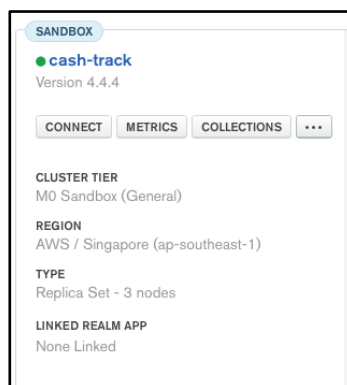 SANDBOX
cash-track
Version 4.4.4
CONNECT METRICS COLLECTIONS ...
CLUSTER TIER
M0 Sandbox (General)
REGION
AWS / Singapore (ap-southeast-1)
TYPE
Replica Set - 3 nodes
LINKED REALM APP
None Linked